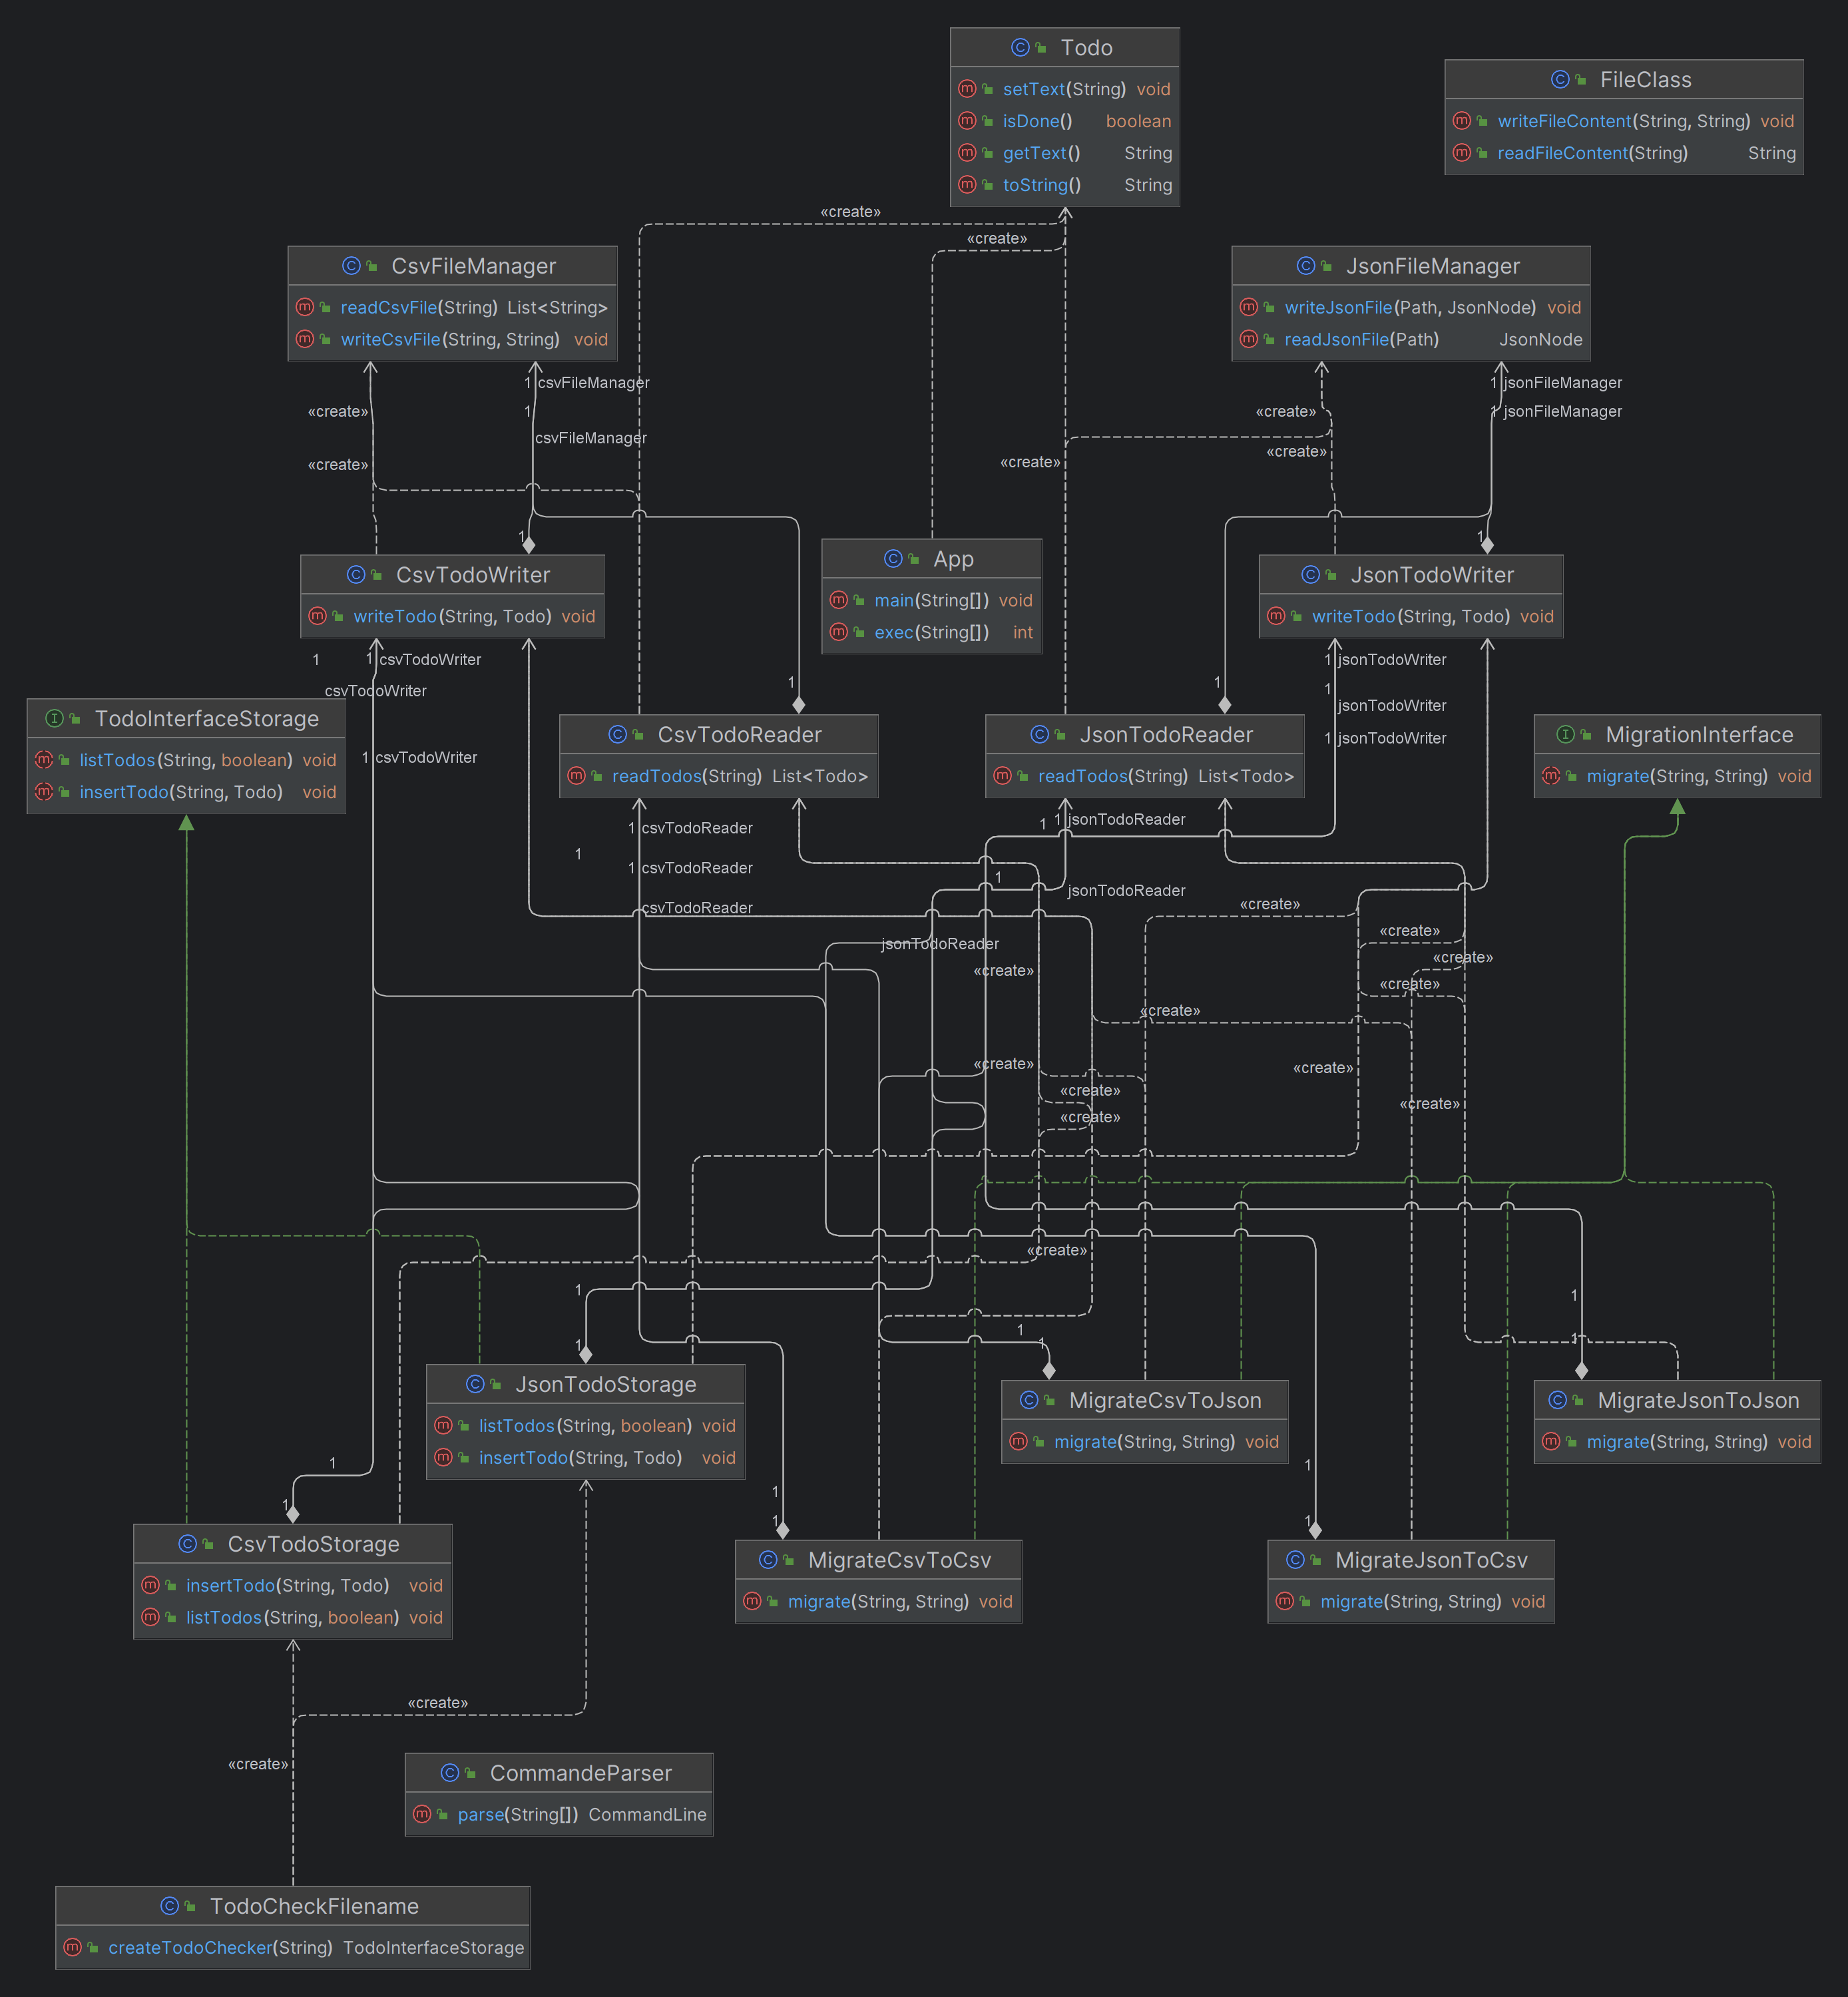 Todo
setText(String) void
isDone() boolean
getText() String
toString() String
FileClass
writeFileContent(String, String) void
readFileContent(String) String
«create»
«create»
CsvFileManager
readCsvFile(String) List<String>
writeCsvFile(String, String) void
JsonFileManager
writeJsonFile(Path, JsonNode) void
readJsonFile(Path) JsonNode
1 csvFileManager
1 jsonFileManager
«create»
1
«create»
1 jsonFileManager
csvFileManager
«create»
«create»
«create»
1
1
CsvTodoWriter
writeTodo(String, Todo) void
App
main(String[]) void
exec(String[]) int
JsonTodoWriter
writeTodo(String, Todo) void
1
1 csvTodoWriter
1 jsonTodoWriter
csvTodoWriter
1
1
1
jsonTodoWriter
TodoInterfaceStorage
listTodos(String, boolean) void
insertTodo(String, Todo) void
CsvTodoReader
readTodos(String) List<Todo>
JsonTodoReader
readTodos(String) List<Todo>
MigrationInterface
migrate(String, String) void
1 csvTodoWriter
1 jsonTodoWriter
1 csvTodoReader
1
1 jsonTodoReader
1
1 csvTodoReader
1
jsonTodoReader
csvTodoReader
«create»
jsonTodoReader
«create»
«create»
«create»
«create»
«create»
«create»
«create»
«create»
«create»
«create»
«create»
1
1
1
1
1
1
JsonTodoStorage
listTodos(String, boolean) void
insertTodo(String, Todo) void
MigrateCsvToJson
migrate(String, String) void
MigrateJsonToJson
migrate(String, String) void
1
1
1
1
1
1
CsvTodoStorage
insertTodo(String, Todo) void
listTodos(String, boolean) void
MigrateCsvToCsv
migrate(String, String) void
MigrateJsonToCsv
migrate(String, String) void
«create»
«create»
CommandeParser
parse(String[]) CommandLine
TodoCheckFilename
createTodoChecker(String) TodoInterfaceStorage